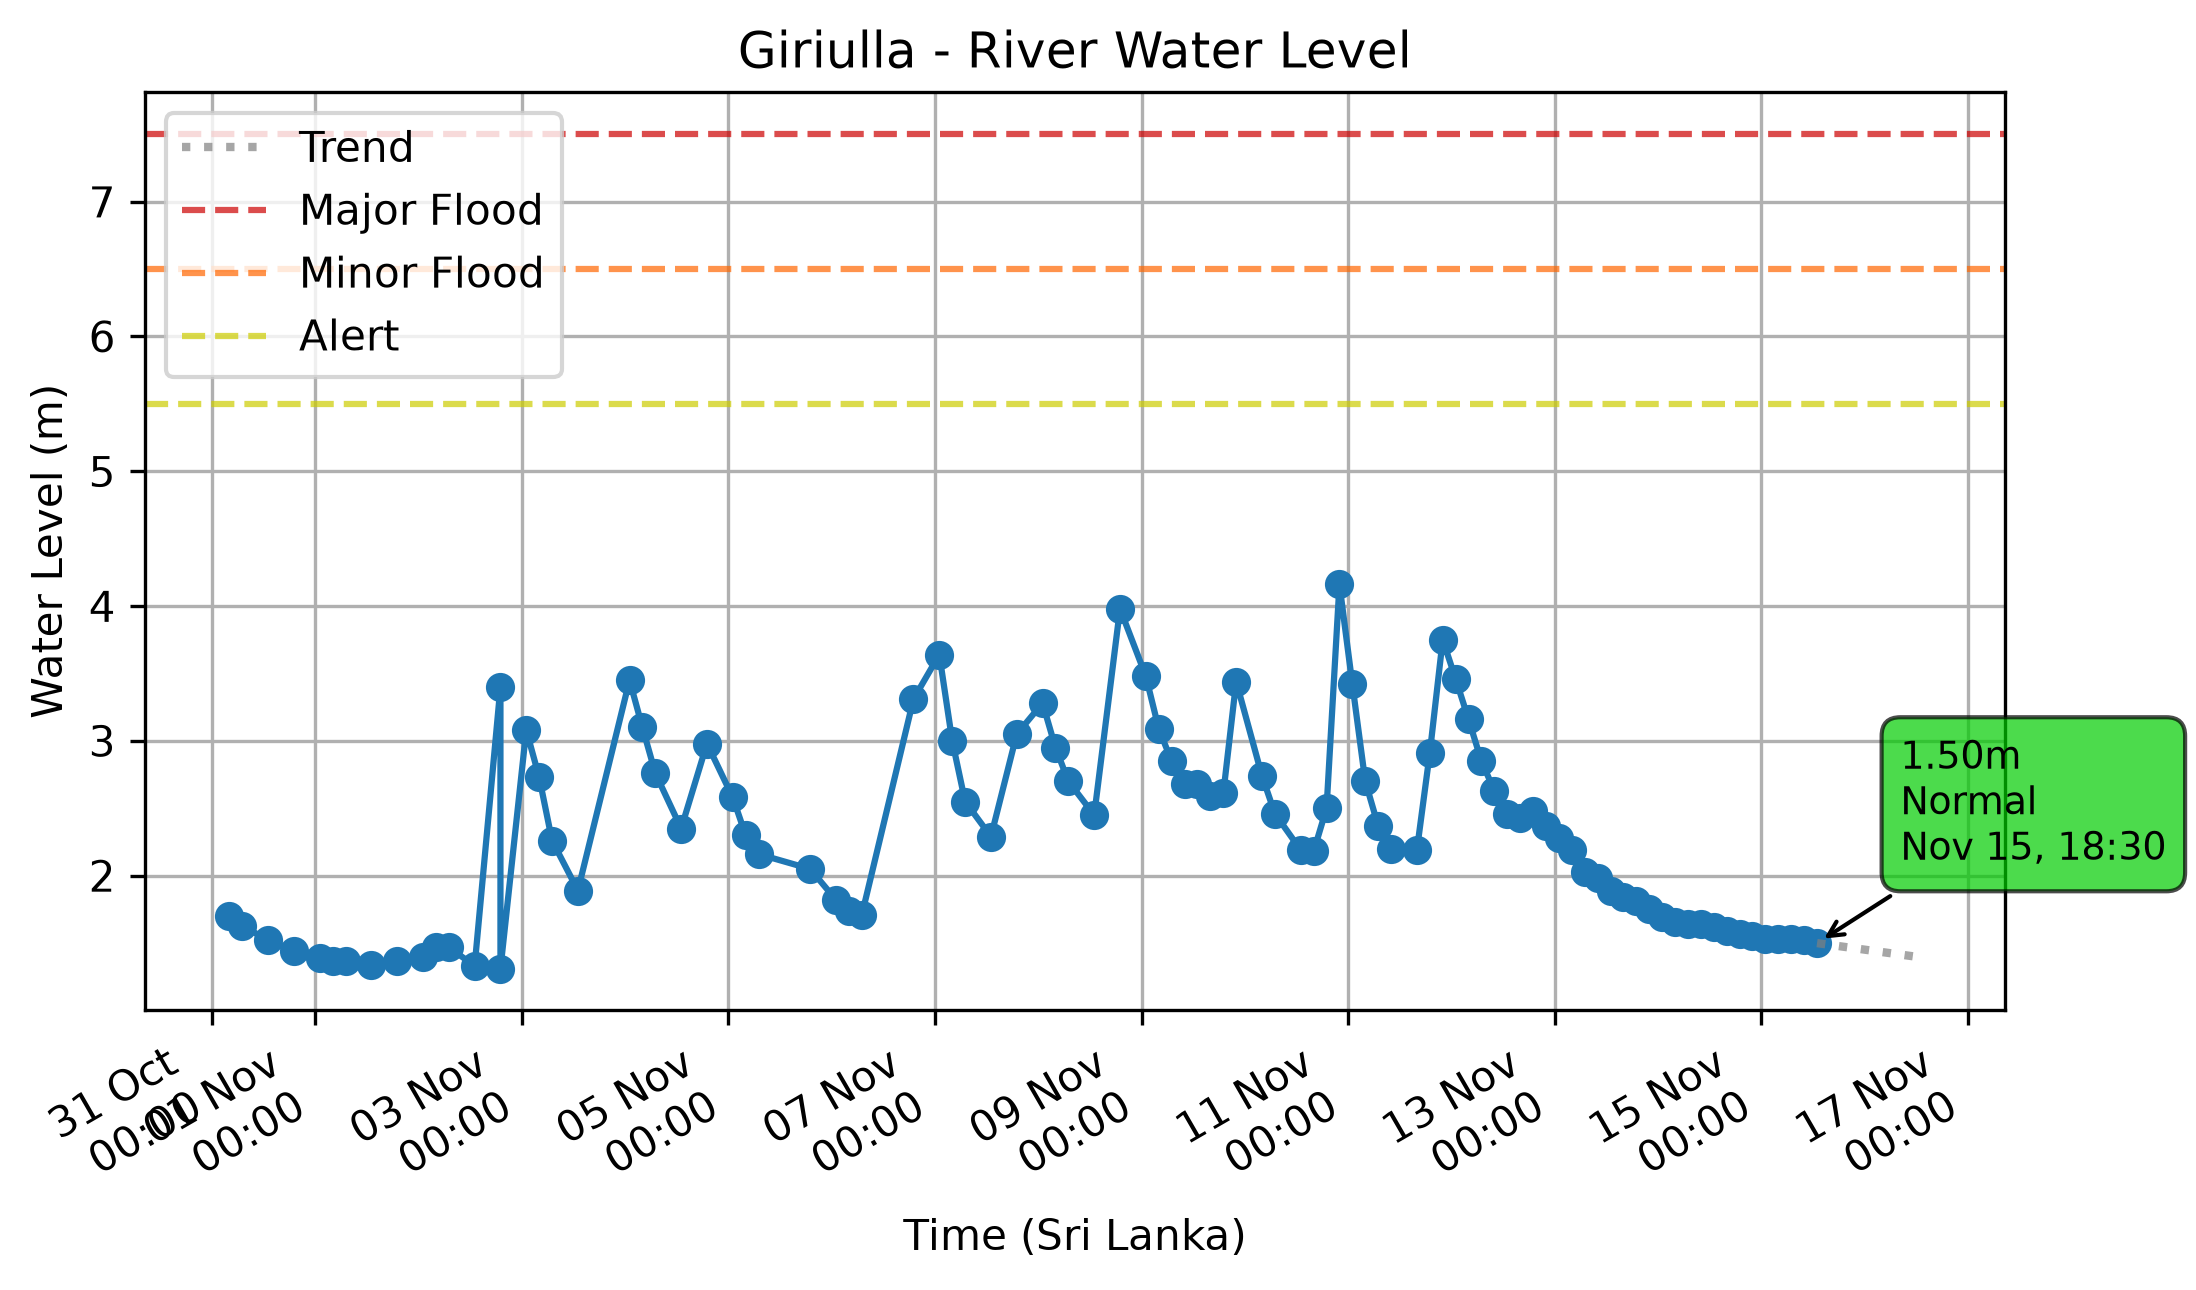 Giriulla - River Water Level
Trend
Major Flood
Minor Flood
Alert
7
6
5
4
3
2
Water Level (m)
1.50m
Normal
Nov 15, 18:30
31 Oct
00:00
01 Nov
00:00
03 Nov
00:00
05 Nov
00:00
07 Nov
00:00
09 Nov
00:00
11 Nov
00:00
13 Nov
00:00
15 Nov
00:00
17 Nov
00:00
Time (Sri Lanka)